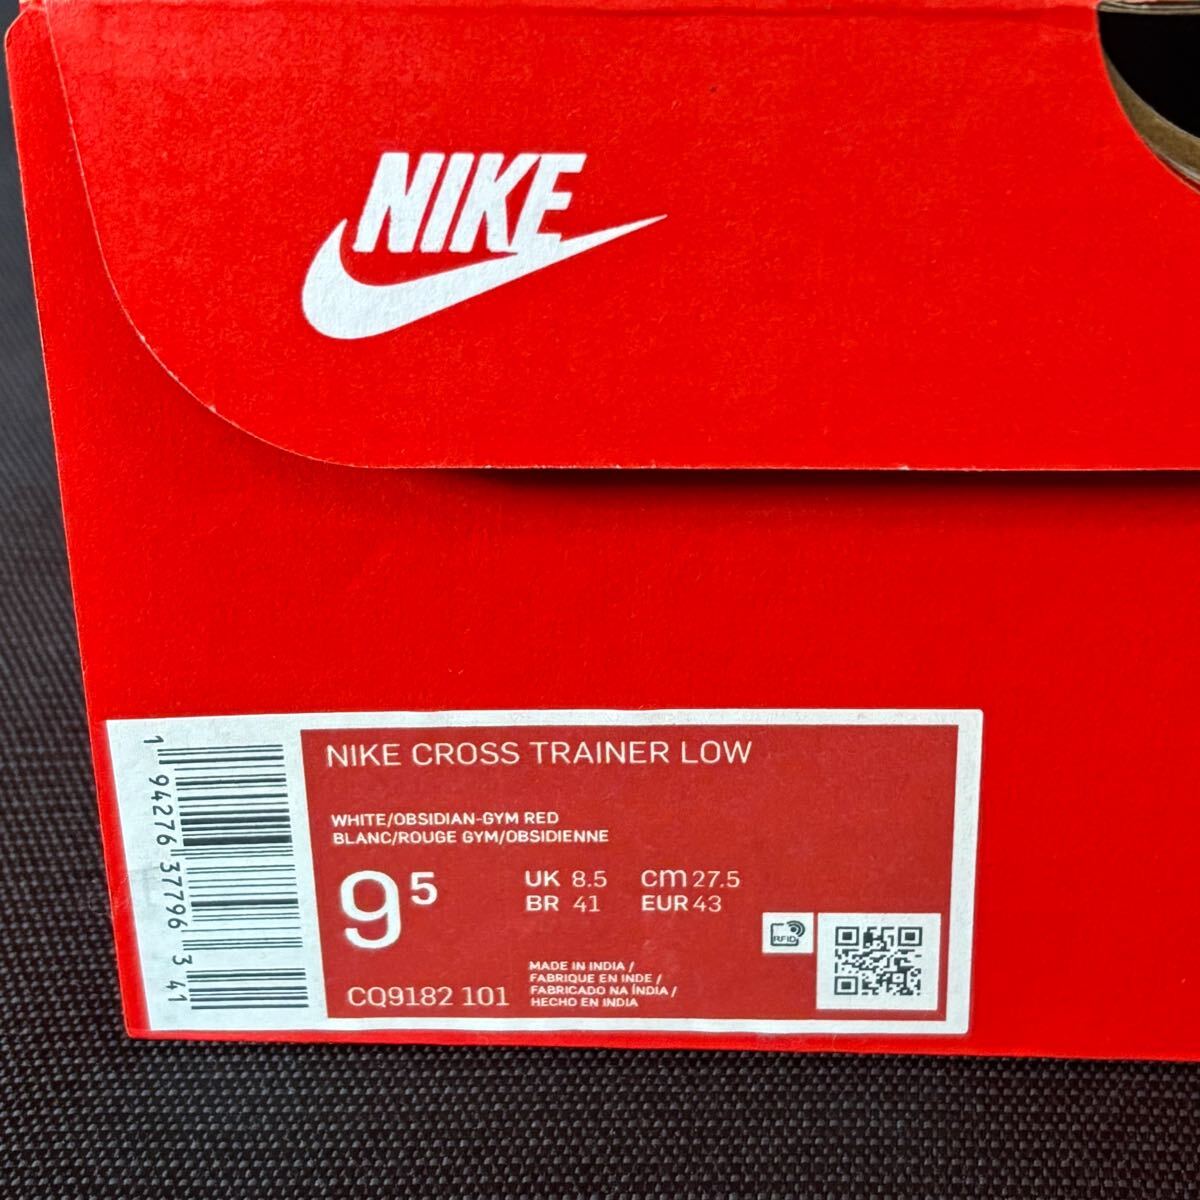 NIKE
NIKE CROSS TRAINER LOW
WHITE/OBSIDIAN-GYM RED
BLANC/ROUGE GYM/OBSIDIENNE
9 5
UK 8.5 cm 27.5
BR 41 EUR 43
RFID
MADE IN INDIA /
FABRIQUE EN INDE /
FABRICADO NA ÍNDIA /
HECHO EN INDIA
CQ9182 101
1 94276 37796 3 41